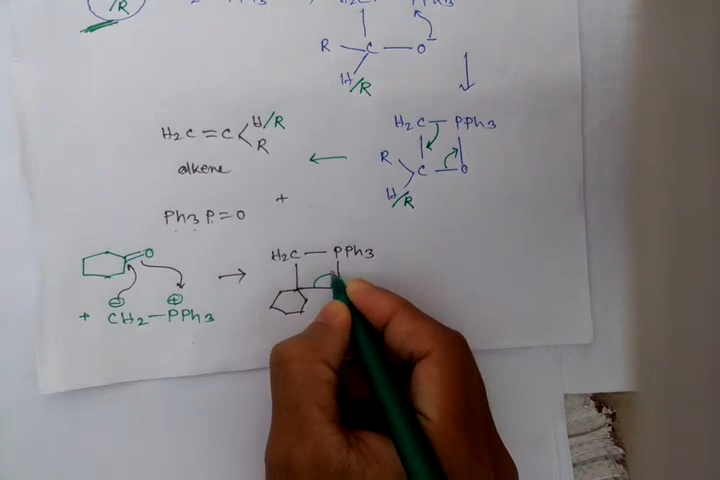 /R
R — C — O
H/R
H2C = C H/R
R
alkene
H2C — PPh3
R C — O
H/R
+
Ph3P = O
O
+ CH2 — PPh3
H2C — PPh3